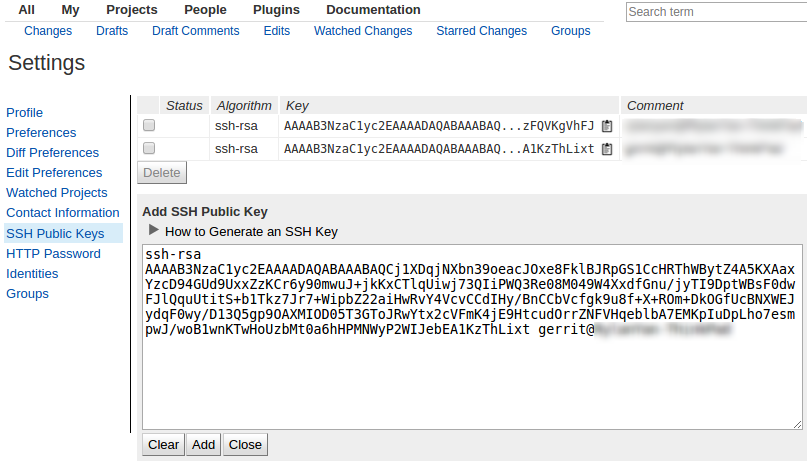 All My Projects People Plugins Documentation
Search term
Changes Drafts Draft Comments Edits Watched Changes Starred Changes Groups
Settings
Profile
Preferences
Diff Preferences
Edit Preferences
Watched Projects
Contact Information
SSH Public Keys
HTTP Password
Identities
Groups
Status Algorithm Key Comment
ssh-rsa AAAAB3NzaC1yc2EAAAADAQABAAABAQ...zFQVKgVhFJ
ssh-rsa AAAAB3NzaC1yc2EAAAADAQABAAABAQ...A1KzThLixt
Delete
Add SSH Public Key
How to Generate an SSH Key
ssh-rsa
AAAAB3NzaC1yc2EAAAADAQABAAABAQCj1XDqjNXbn39oeacJOxe8FklBJRpGS1CcHRThWBytZ4A5KXAax
YzcD94GUd9UxxZzKCr6y90mwuJ+jkKxCTlqUiwj73QIiPWQ3Re08M049W4XxdfGnu/jyTI9DptWBsF0dw
FJlQquUtitS+b1Tkz7Jr7+WipbZ22aiHwRvY4VcvCCdIHy/BnCCbVcfgk9u8f+X+ROm+DkOGfUcBNXWEJ
ydqF0wy/D13Q5gp9OAXMIOD05T3GToJRwYtx2cVFmK4jE9HtcudOrrZNFVHqeblbA7EMKpIuDpLho7esm
pwJ/woB1wnKTwHoUzbMt0a6hHPMNWyP2WIJebEA1KzThLixt gerrit@
Clear Add Close